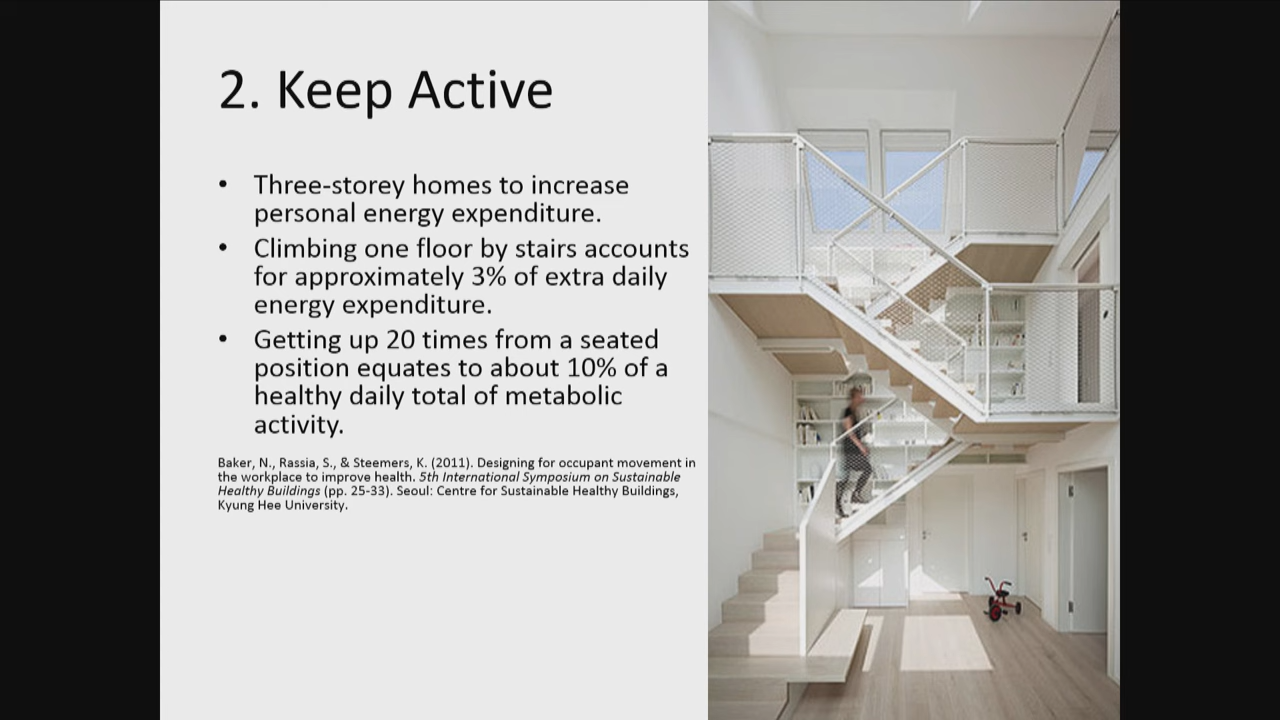 2. Keep Active
• Three-storey homes to increase
personal energy expenditure.
• Climbing one floor by stairs accounts
for approximately 3% of extra daily
energy expenditure.
• Getting up 20 times from a seated
position equates to about 10% of a
healthy daily total of metabolic
activity.
Baker, N., Rassia, S., & Steemers, K. (2011). Designing for occupant movement in
the workplace to improve health. 5th International Symposium on Sustainable
Healthy Buildings (pp. 25-33). Seoul: Centre for Sustainable Healthy Buildings,
Kyung Hee University.